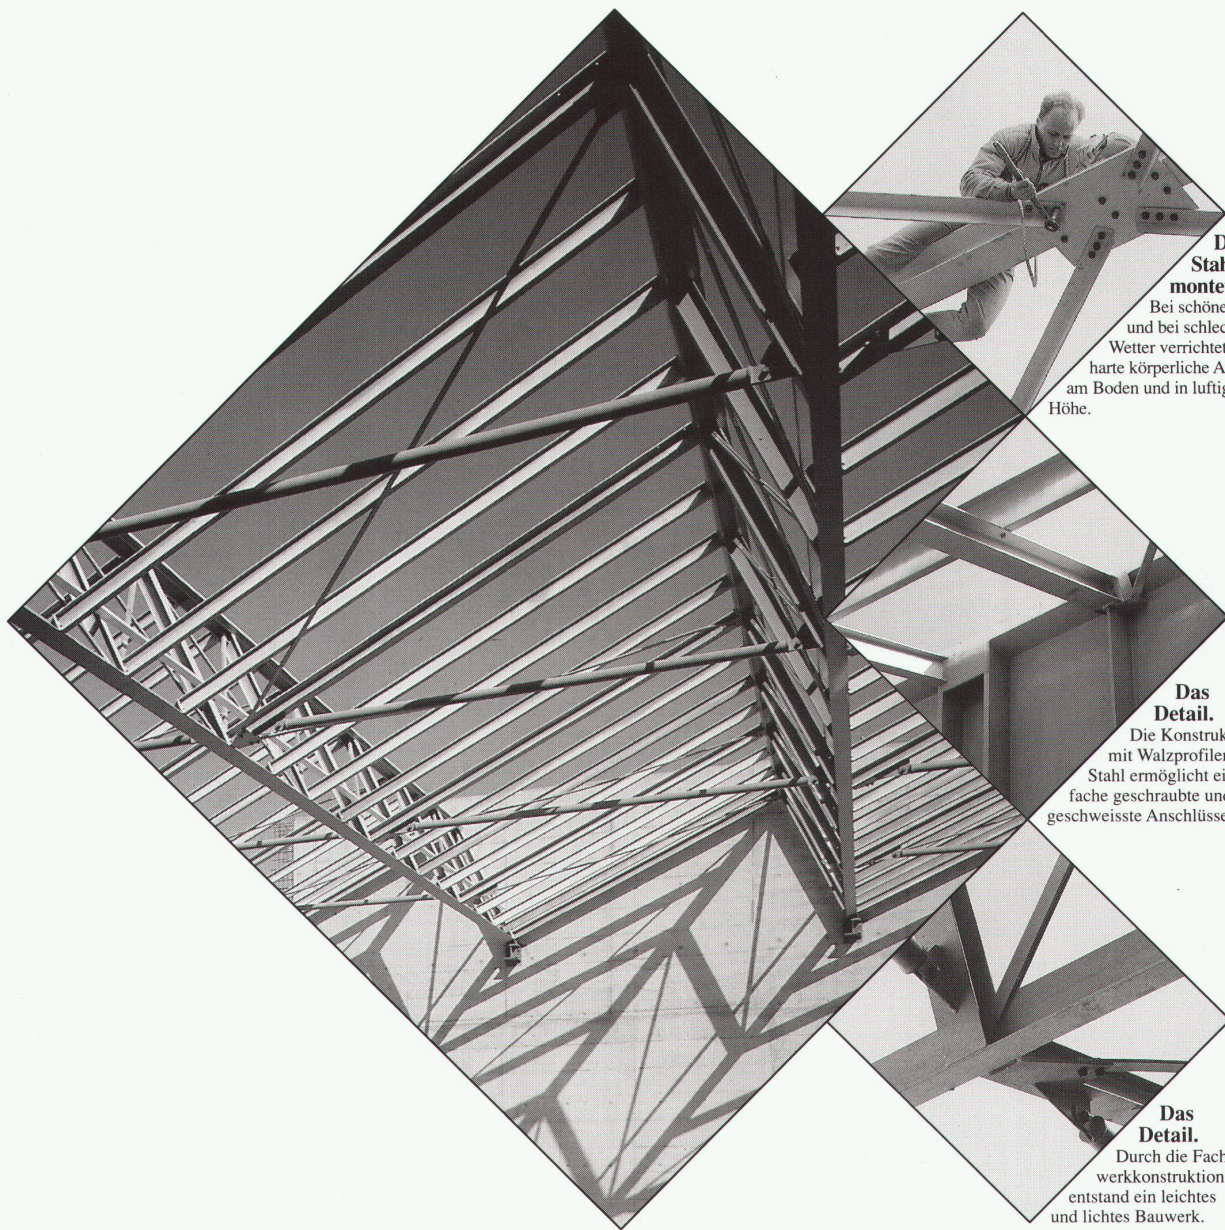 D
Stah
monte
Bei schöne
und bei schlec
Wetter verrichtet
harte körperliche A
am Boden und in luftig
Höhe.
Das
Detail.
Die Konstruk
mit Walzprofiler
Stahl ermöglicht ei
fache geschraubte und
geschweisste Anschlüsse
Das
Detail.
Durch die Fach
werkkonstruktion
entstand ein leichtes
und lichtes Bauwerk.